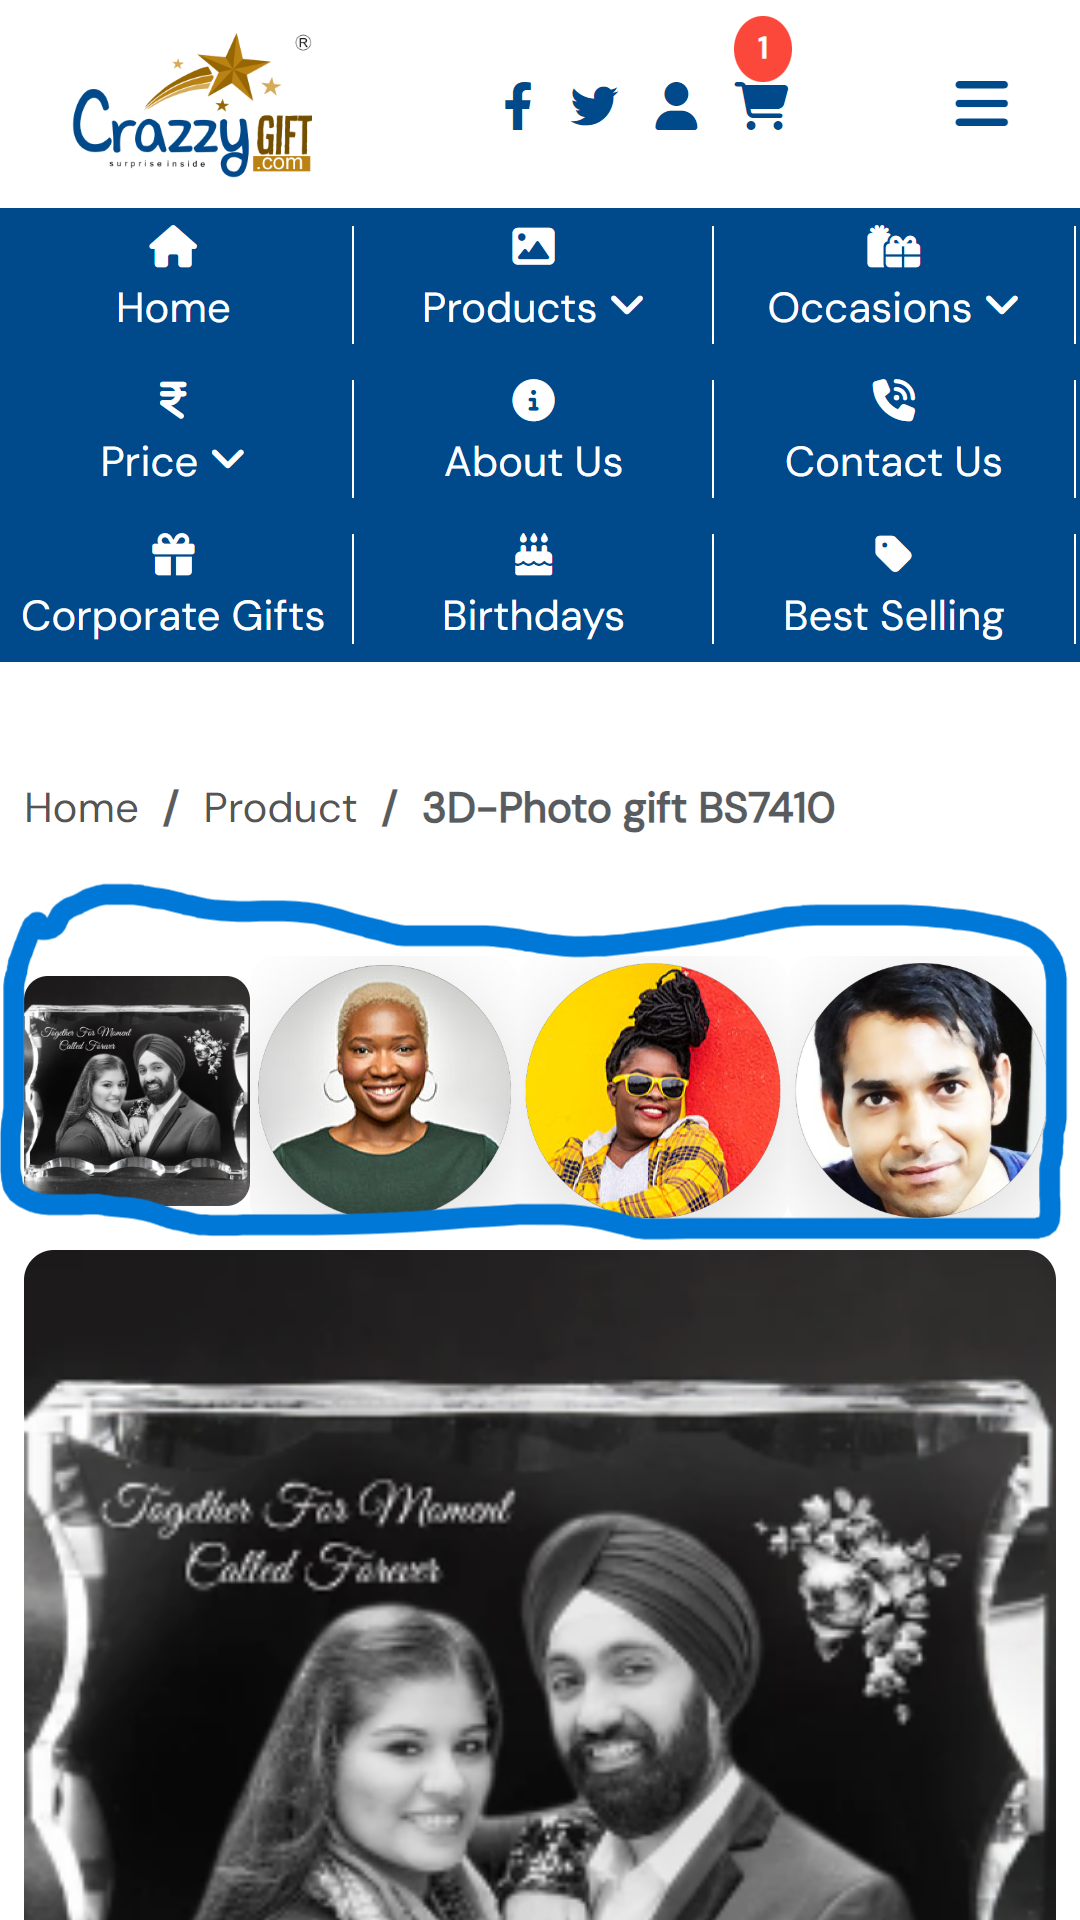 ®
Crazzy GIFT
.com
surprise inside
1
Home
Products
Occasions
Price
About Us
Contact Us
Corporate Gifts
Birthdays
Best Selling
Home / Product / 3D-Photo gift BS7410
Together For Moment
Called Forever
Together For Moment
Called Forever